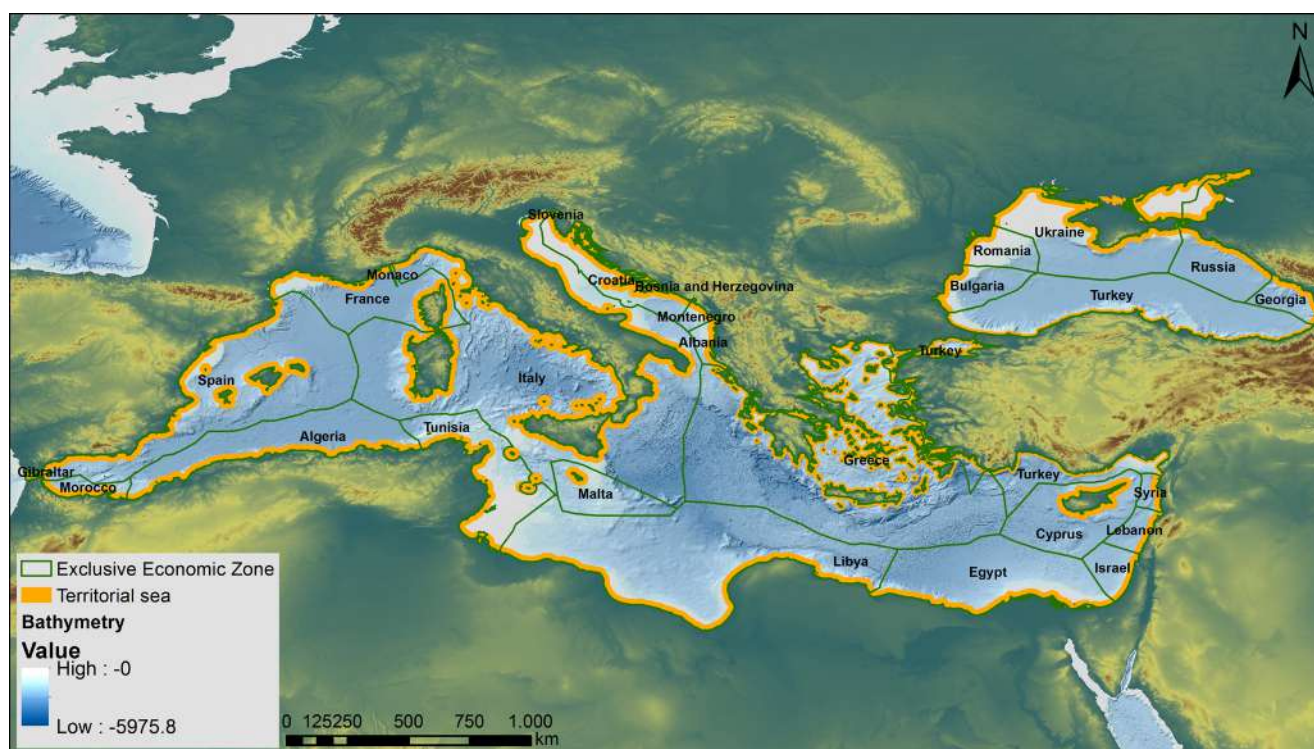 N
Slovenia
Ukraine
Romania
Croatia
Russia
Monaco
Bosnia and Herzegovina
Bulgaria
France
Turkey
Georgia
Montenegro
Albania
Turkey
Spain
Italy
Tunisia
Algeria
Greece
Gibraltar
Turkey
Morocco
Malta
Syria
Cyprus
Lebanon
Libya
Israel
Egypt
Exclusive Economic Zone
Territorial sea
Bathymetry
Value
High : -0
Low : -5975.8
0 125250 500 750 1.000
km